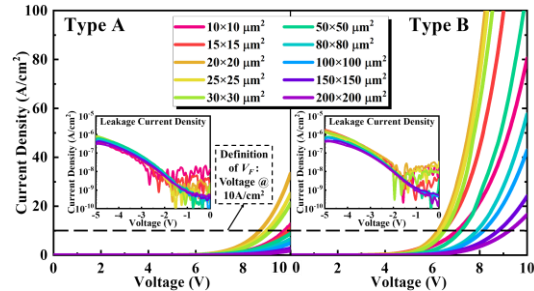 Type A
Type B
10×10 μm²
15×15 μm²
20×20 μm²
25×25 μm²
30×30 μm²
50×50 μm²
80×80 μm²
100×100 μm²
150×150 μm²
200×200 μm²
Current Density (A/cm²)
100
80
60
40
20
0
Leakage Current Density
Current Density (A/cm²)
10⁻⁵
10⁻⁶
10⁻⁷
10⁻⁸
10⁻⁹
10⁻¹⁰
-5 -4 -3 -2 -1 0
Voltage (V)
Definition
of V_F :
Voltage @
10A/cm²
Leakage Current Density
Current Density (A/cm²)
10⁻⁵
10⁻⁶
10⁻⁷
10⁻⁸
10⁻⁹
10⁻¹⁰
-5 -4 -3 -2 -1 0
Voltage (V)
0 2 4 6 8 10
2 4 6 8 10
Voltage (V)
Voltage (V)